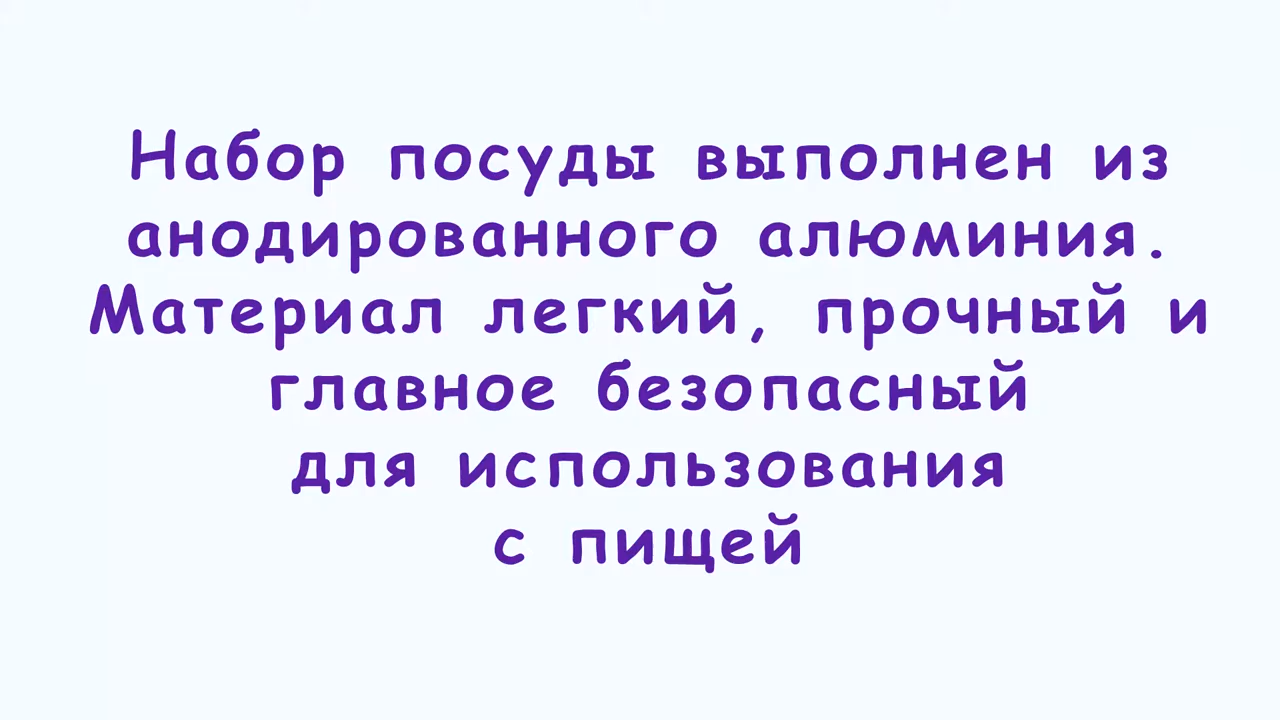 Набор посуды выполнен из
анодированного алюминия.
Материал легкий, прочный и
главное безопасный
для использования
с пищей